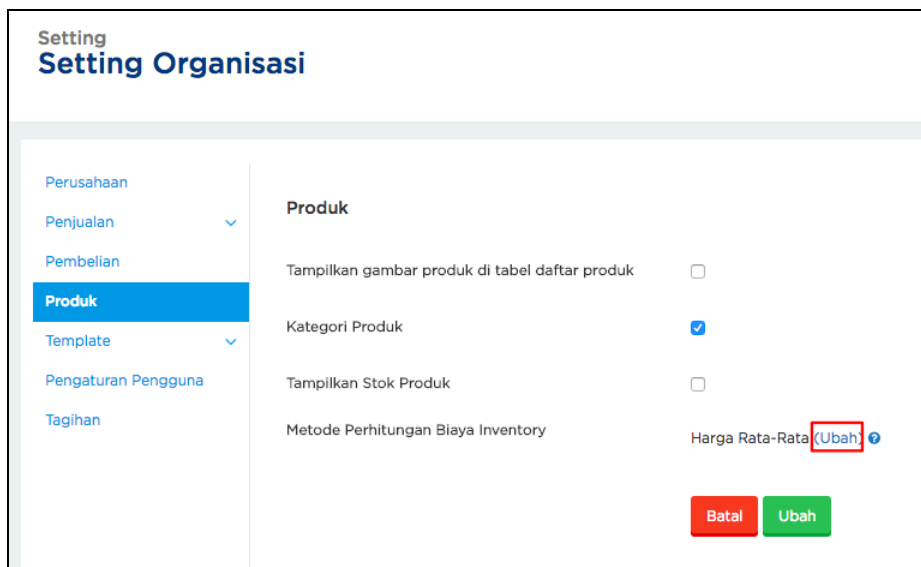 Setting
Setting Organisasi
Perusahaan
Penjualan
Pembelian
Produk
Template
Pengaturan Pengguna
Tagihan
Produk
Tampilkan gambar produk di tabel daftar produk
Kategori Produk
Tampilkan Stok Produk
Metode Perhitungan Biaya Inventory
Harga Rata-Rata (Ubah) ?
Batal
Ubah